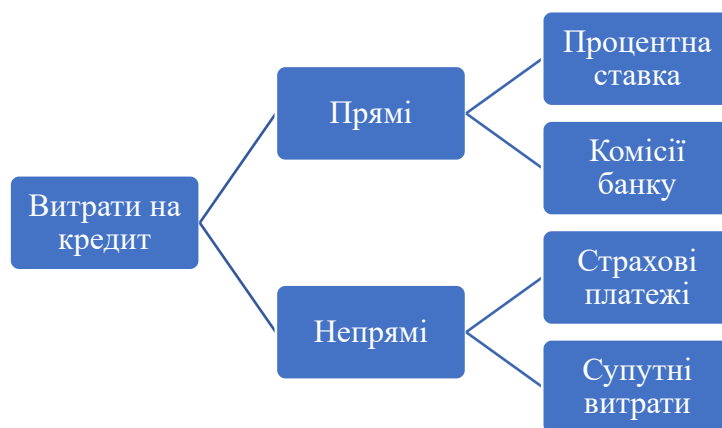 Витрати на
кредит
Прямі
Процентна
ставка
Комісії
банку
Непрямі
Страхові
платежі
Супутні
витрати